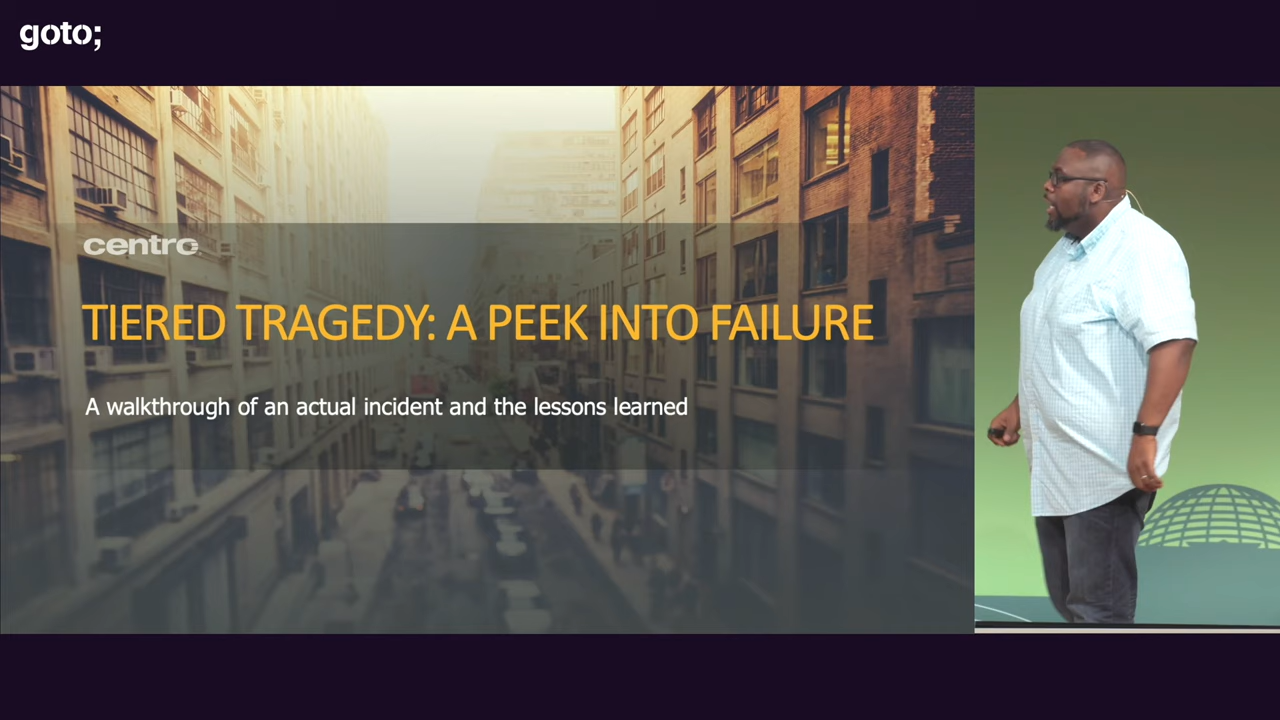 goto;
centro
TIERED TRAGEDY: A PEEK INTO FAILURE
A walkthrough of an actual incident and the lessons learned